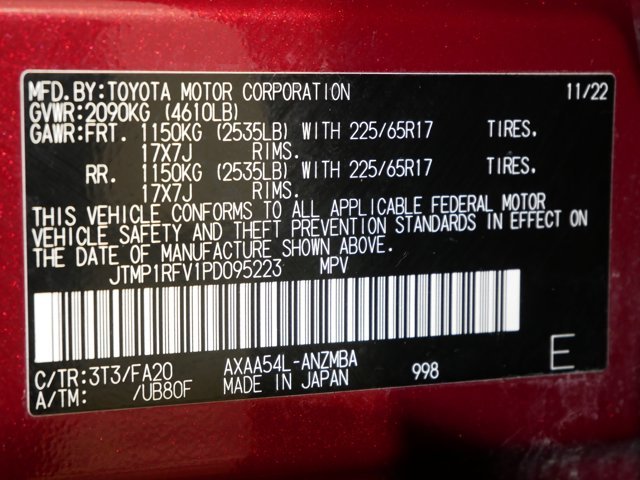 MFD.BY:TOYOTA MOTOR CORPORATION 11/22
GVWR:2090KG (4610LB)
GAWR:FRT. 1150KG (2535LB) WITH 225/65R17 TIRES.
17X7J RIMS.
RR. 1150KG (2535LB) WITH 225/65R17 TIRES.
17X7J RIMS.
THIS VEHICLE CONFORMS TO ALL APPLICABLE FEDERAL MOTOR
VEHICLE SAFETY AND THEFT PREVENTION STANDARDS IN EFFECT ON
THE DATE OF MANUFACTURE SHOWN ABOVE.
JTMP1RFV1PD095223 MPV
C/TR:3T3/FA20 AXAA54L-ANZMBA 998 E
A/TM: /UB80F MADE IN JAPAN